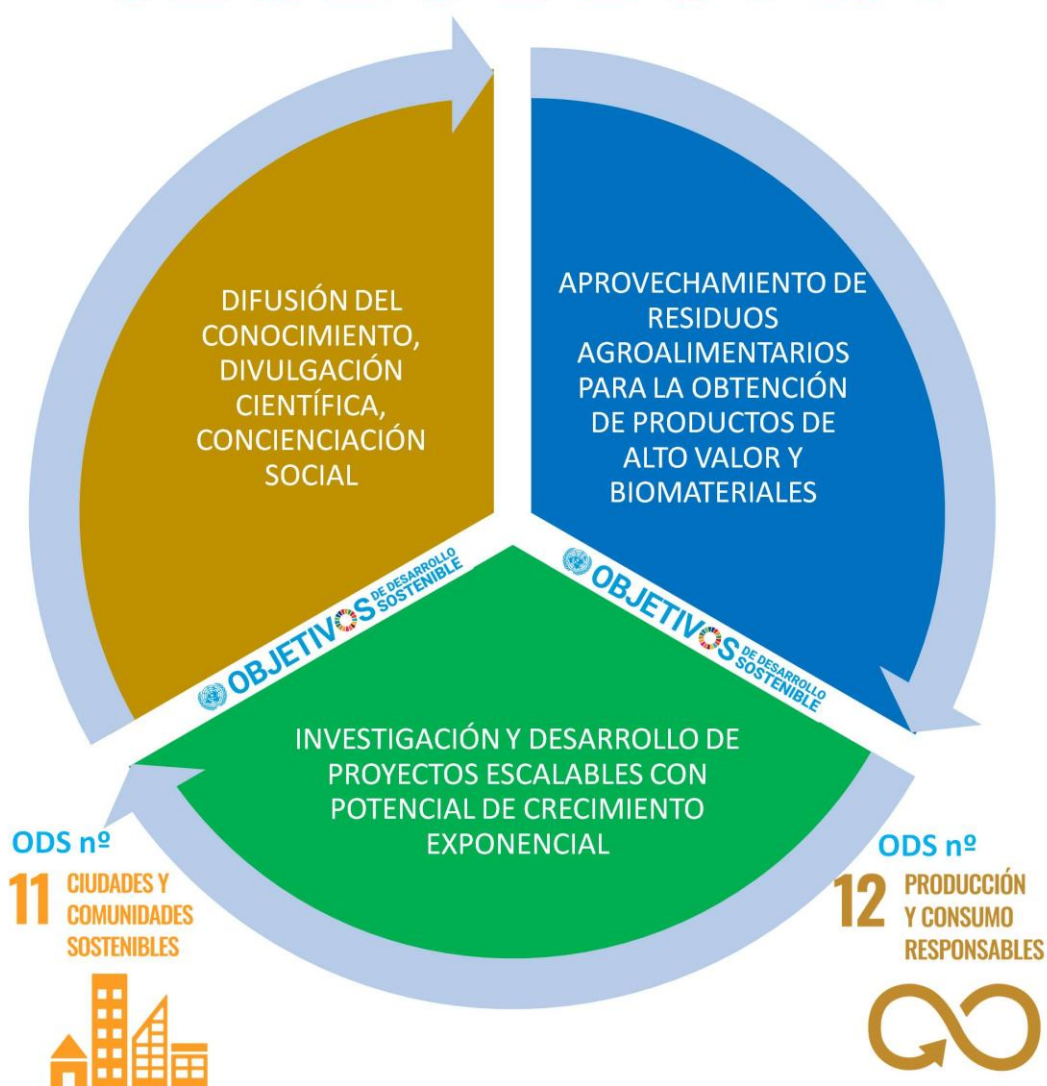 DIFUSIÓN DEL
CONOCIMIENTO,
DIVULGACIÓN
CIENTÍFICA,
CONCIENCIACIÓN
SOCIAL
APROVECHAMIENTO DE
RESIDUOS
AGROALIMENTARIOS
PARA LA OBTENCIÓN
DE PRODUCTOS DE
ALTO VALOR Y
BIOMATERIALES
OBJETIVOS DE DESARROLLO
SOSTENIBLE
OBJETIVOS DE DESARROLLO
SOSTENIBLE
INVESTIGACIÓN Y DESARROLLO DE
PROYECTOS ESCALABLES CON
POTENCIAL DE CRECIMIENTO
EXPONENCIAL
ODS nº
11 CIUDADES Y
COMUNIDADES
SOSTENIBLES
ODS nº
12 PRODUCCIÓN
Y CONSUMO
RESPONSABLES